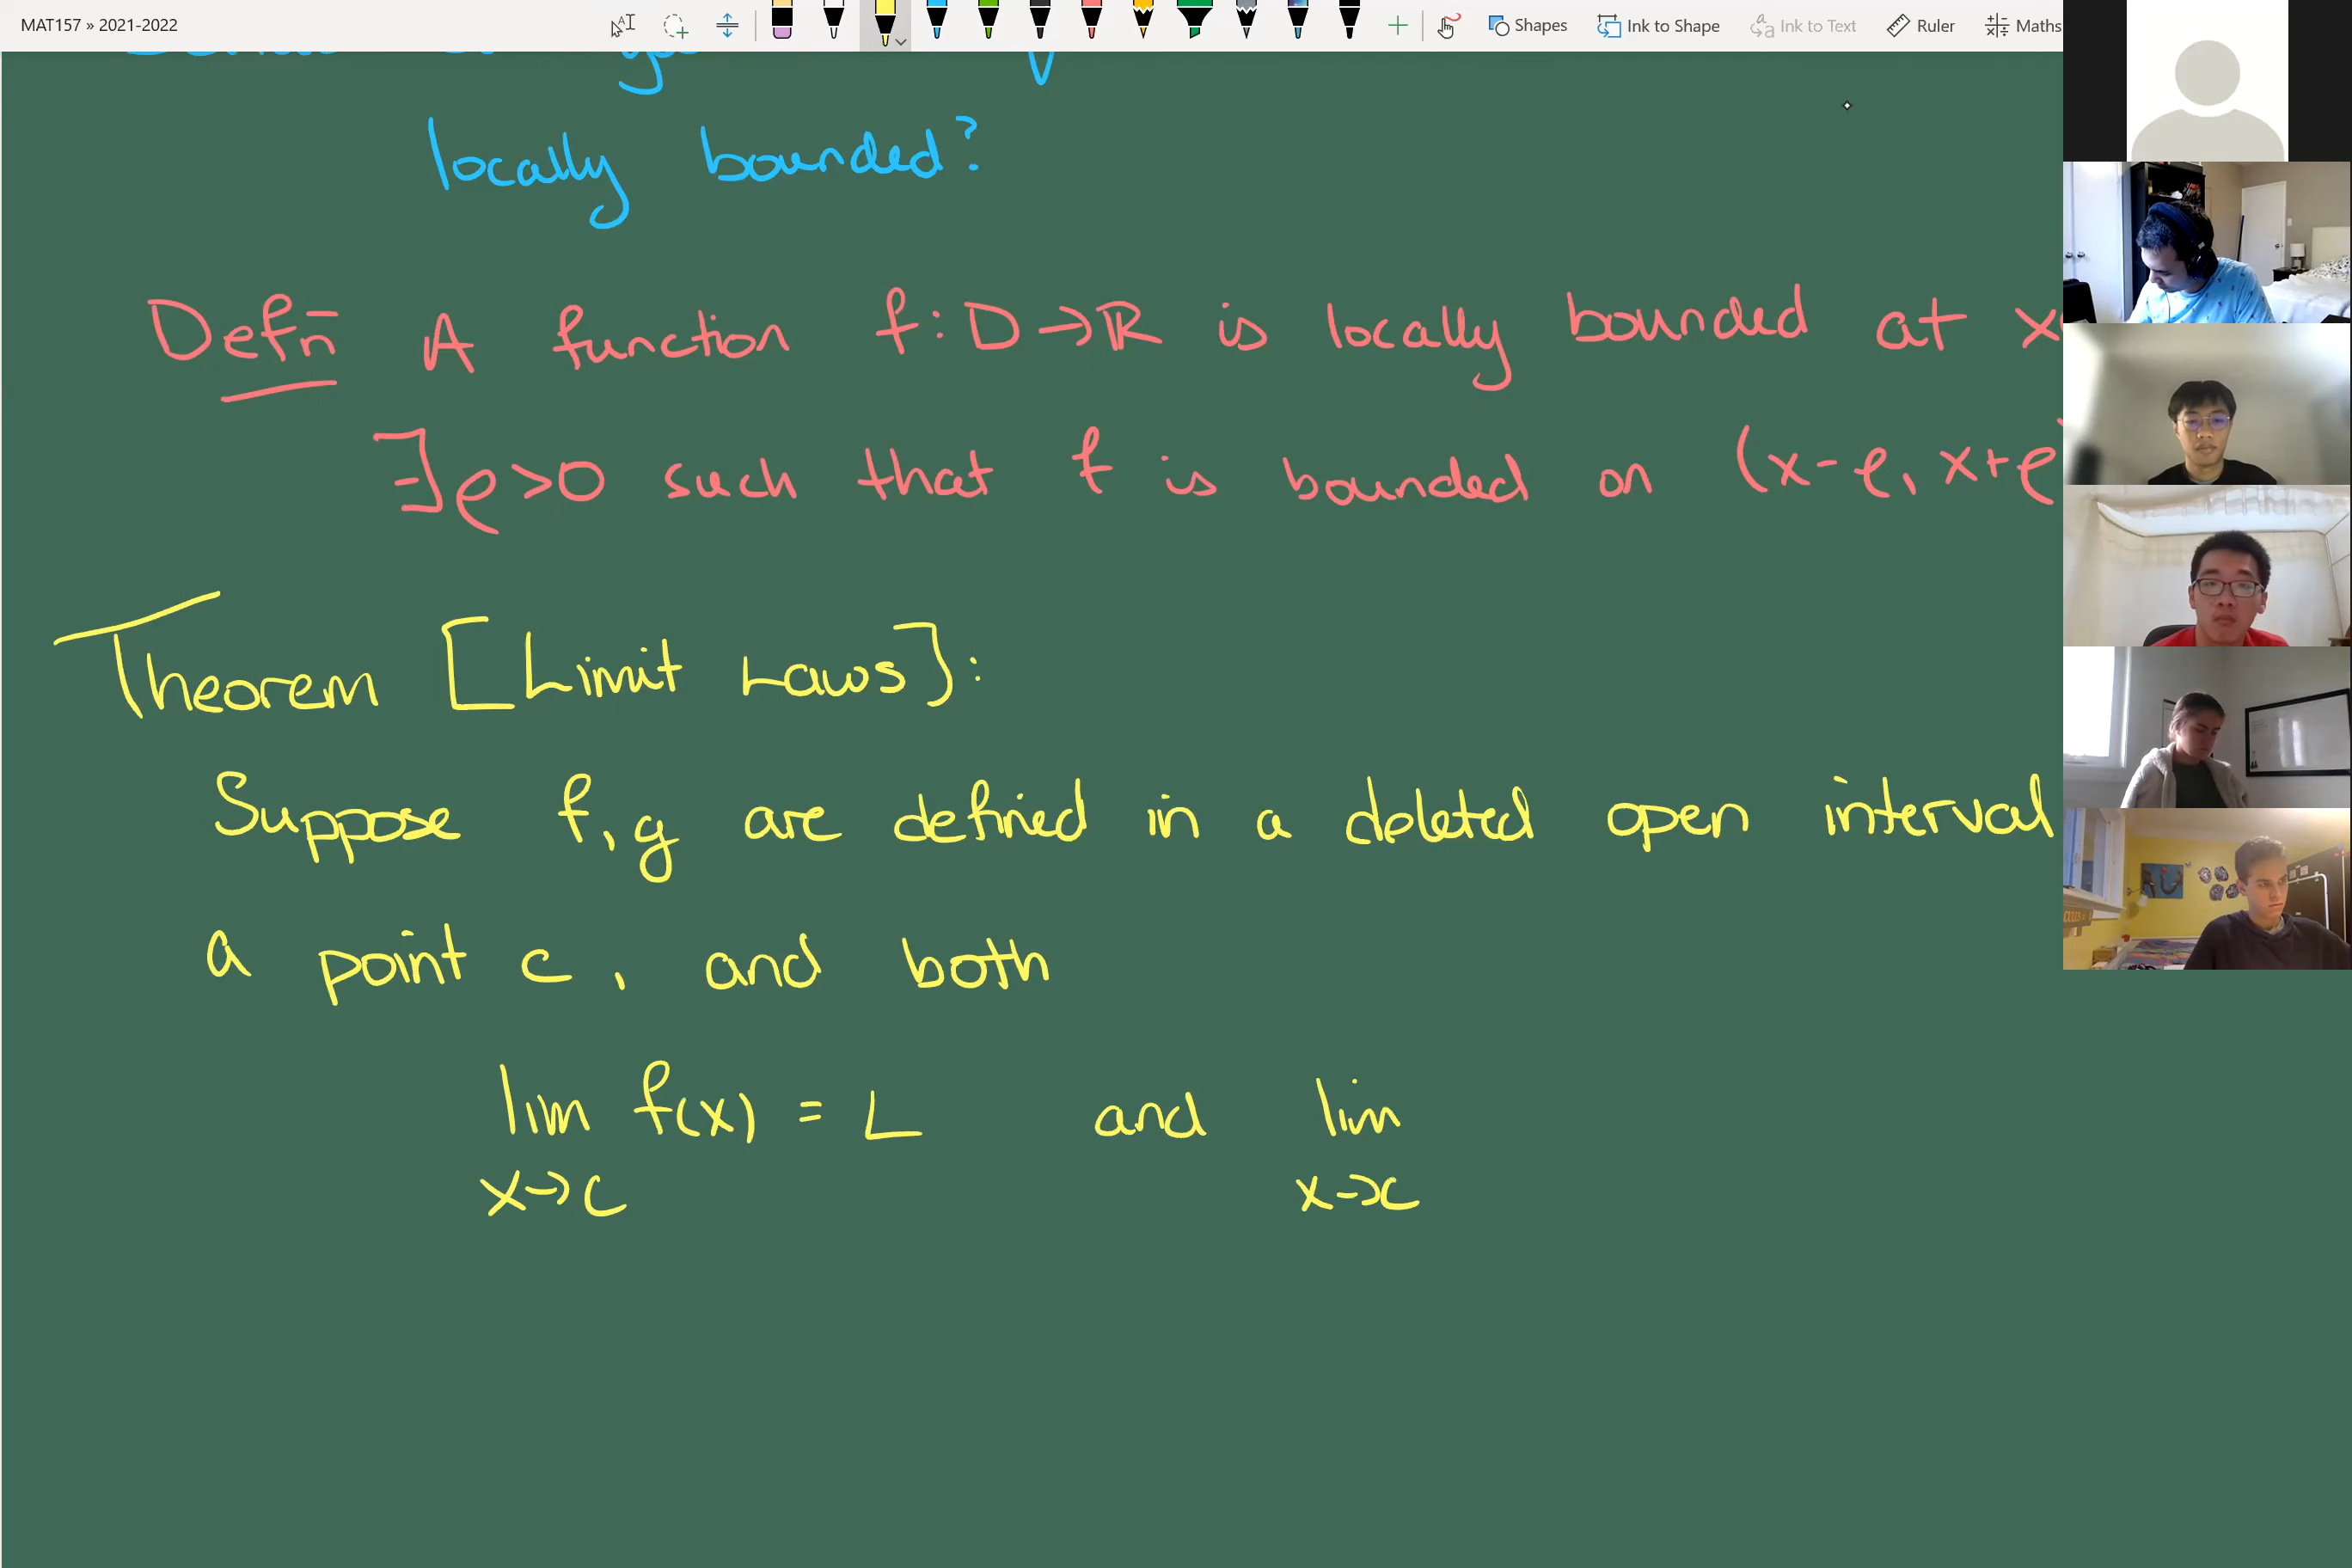 MAT157 » 2021-2022
Shapes Ink to Shape Ink to Text Ruler Maths
locally bounded?
Defn A function f: D→ℝ is locally bounded at x
∃ρ>0 such that f is bounded on (x-ρ, x+ρ
Theorem [Limit Laws]:
Suppose f, g are defined in a deleted open interval
a point c, and both
lim f(x) = L and lim
x→c x→c